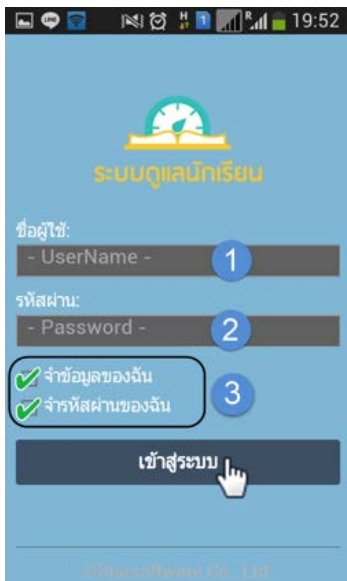 H R 19:52
ระบบดูแลนักเรียน
ชื่อผู้ใช้:
- UserName - 1
รหัสผ่าน:
- Password - 2
จำข้อมูลของฉัน
จำรหัสผ่านของฉัน 3
เข้าสู่ระบบ
Co., Ltd